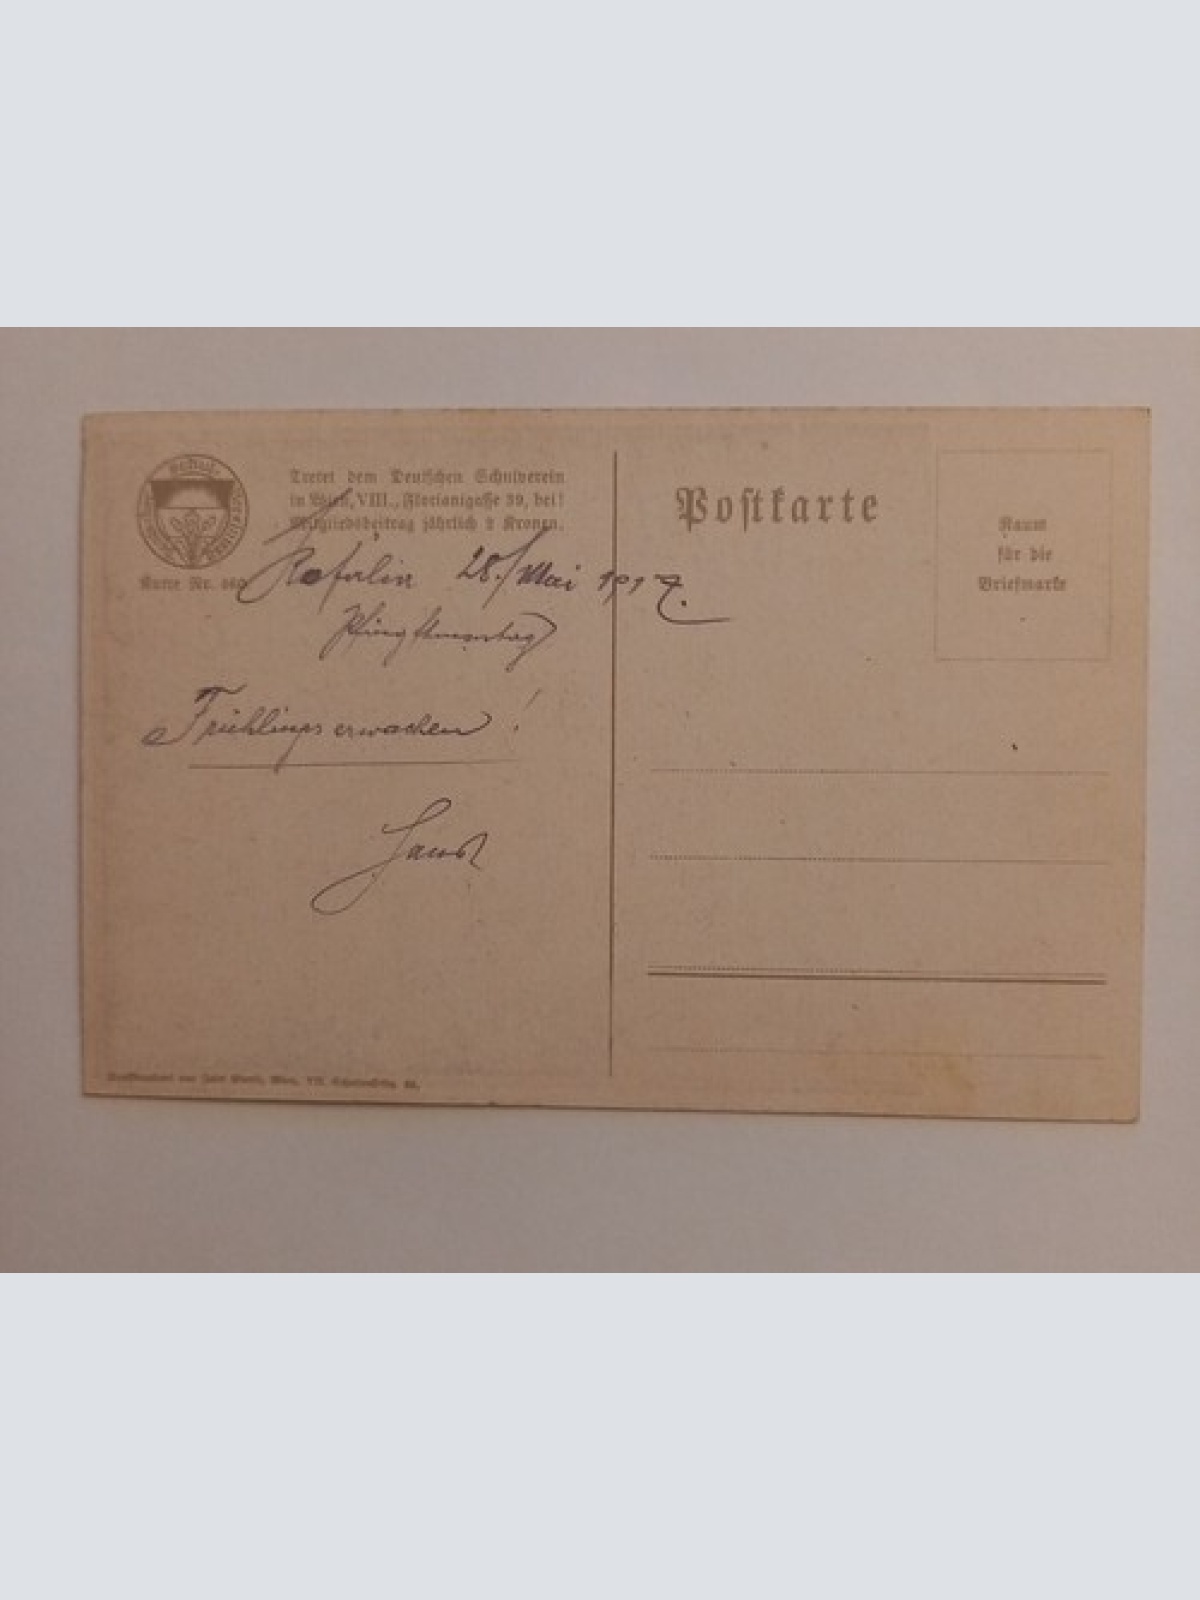 Tretet dem Deutschen Schulverein
in Wien, VIII., Florianigasse 39, bei!
Mitgliedsbeitrag jährlich 2 Kronen.
Karte Nr.
28./Mai 1917.
Pfingstmontag
Frühlingserwachen!
Postkarte
Raum
für die
Briefmarke